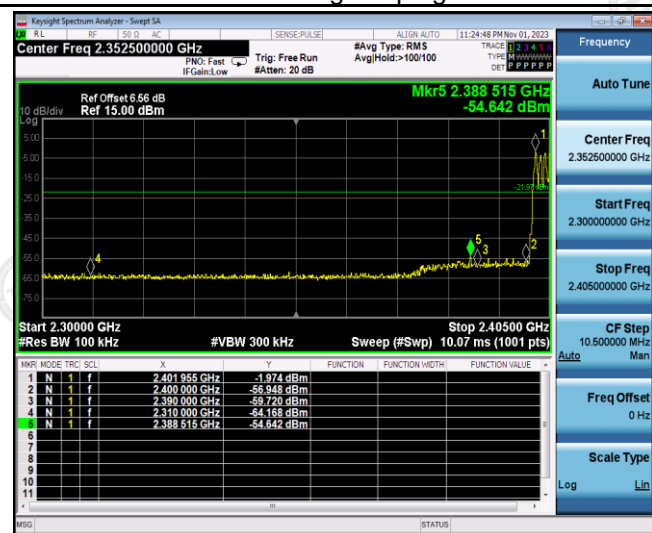 Keysight Spectrum Analyzer - Swept SA
RL RF 50 Ω AC SENSE:PULSE ALIGN AUTO 11:24:48 PM Nov 01, 2023
Center Freq 2.352500000 GHz
PNO: Fast
IFGain:Low
Trig: Free Run
#Atten: 20 dB
#Avg Type: RMS
Avg|Hold:>100/100
TRACE 1 2 3 4 5 6
TYPE M W W W W W
DET P P P P P P
Frequency
Ref Offset 6.56 dB
10 dB/div Ref 15.00 dBm
Log
Mkr5 2.388 515 GHz
-54.642 dBm
5.00
-5.00
-15.0
-25.0
-35.0
-45.0
-55.0
-65.0
-75.0
1
5
3
2
4
Start 2.30000 GHz Stop 2.40500 GHz
#Res BW 100 kHz #VBW 300 kHz Sweep (#Swp) 10.07 ms (1001 pts)
MKR MODE TRC SCL X Y FUNCTION FUNCTION WIDTH FUNCTION VALUE
1 N 1 f 2.401 955 GHz -1.974 dBm
2 N 1 f 2.400 000 GHz -56.948 dBm
3 N 1 f 2.390 000 GHz -59.720 dBm
4 N 1 f 2.310 000 GHz -64.168 dBm
5 N 1 f 2.388 515 GHz -54.642 dBm
6
7
8
9
10
11
MSG STATUS
Auto Tune
Center Freq
2.352500000 GHz
Start Freq
2.300000000 GHz
Stop Freq
2.405000000 GHz
CF Step
10.500000 MHz
Auto Man
Freq Offset
0 Hz
Scale Type
Log Lin